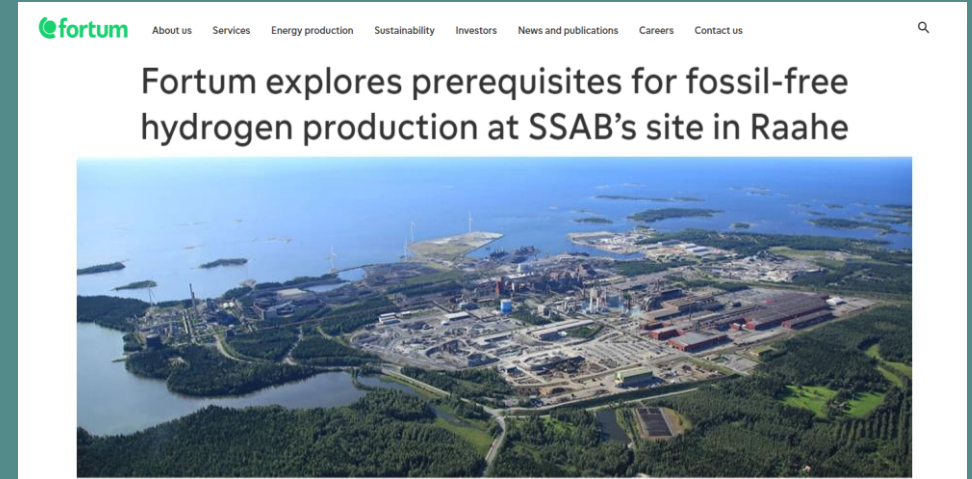 fortum
About us Services Energy production Sustainability Investors News and publications Careers Contact us
Fortum explores prerequisites for fossil-free
hydrogen production at SSAB's site in Raahe